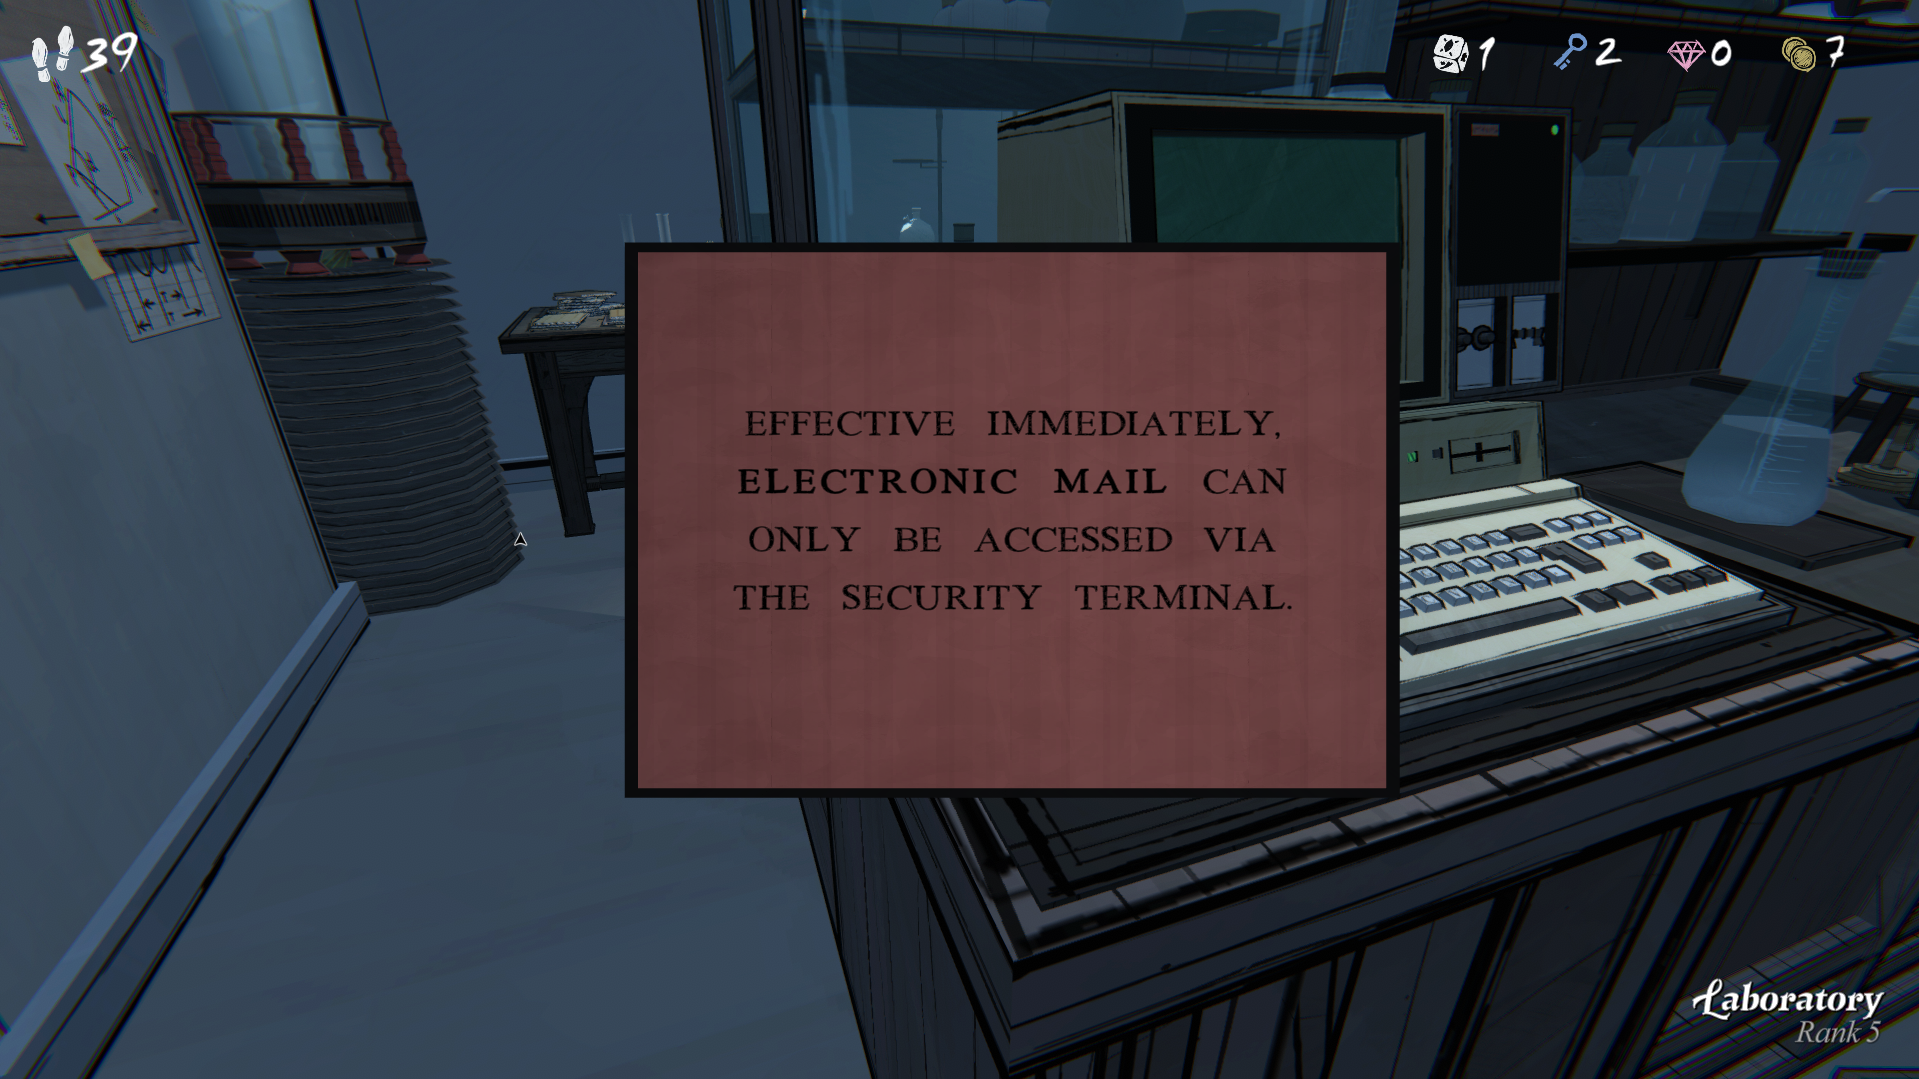 39
1 2 0 7
EFFECTIVE IMMEDIATELY,
ELECTRONIC MAIL CAN
ONLY BE ACCESSED VIA
THE SECURITY TERMINAL.
Laboratory
Rank 5